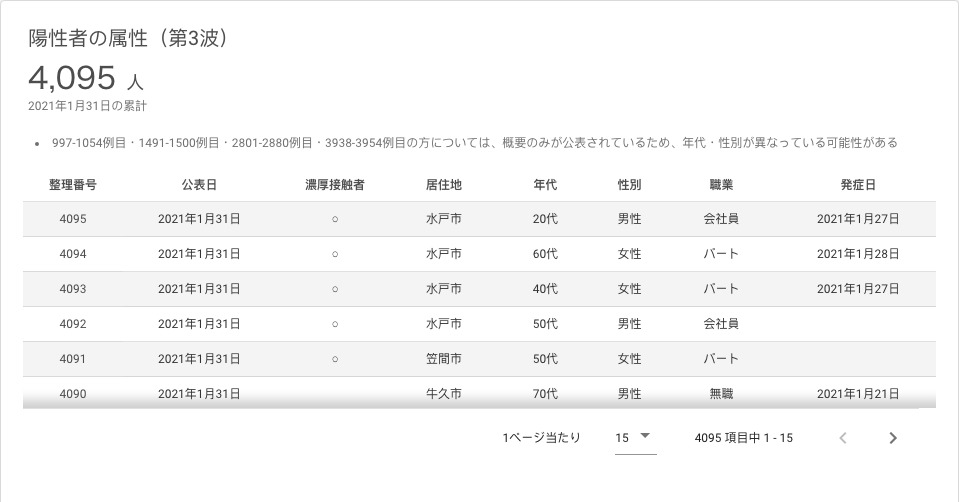 陽性者の属性（第3波）
4,095 人
2021年1月31日の累計
• 997-1054例目・1491-1500例目・2801-2880例目・3938-3954例目の方については、概要のみが公表されているため、年代・性別が異なっている可能性がある
整理番号 公表日 濃厚接触者 居住地 年代 性別 職業 発症日
4095 2021年1月31日 ○ 水戸市 20代 男性 会社員 2021年1月27日
4094 2021年1月31日 ○ 水戸市 60代 女性 パート 2021年1月28日
4093 2021年1月31日 ○ 水戸市 40代 女性 パート 2021年1月27日
4092 2021年1月31日 ○ 水戸市 50代 男性 会社員
4091 2021年1月31日 ○ 笠間市 50代 女性 パート
4090 2021年1月31日 牛久市 70代 男性 無職 2021年1月21日
1ページ当たり 15 4095 項目中 1 - 15